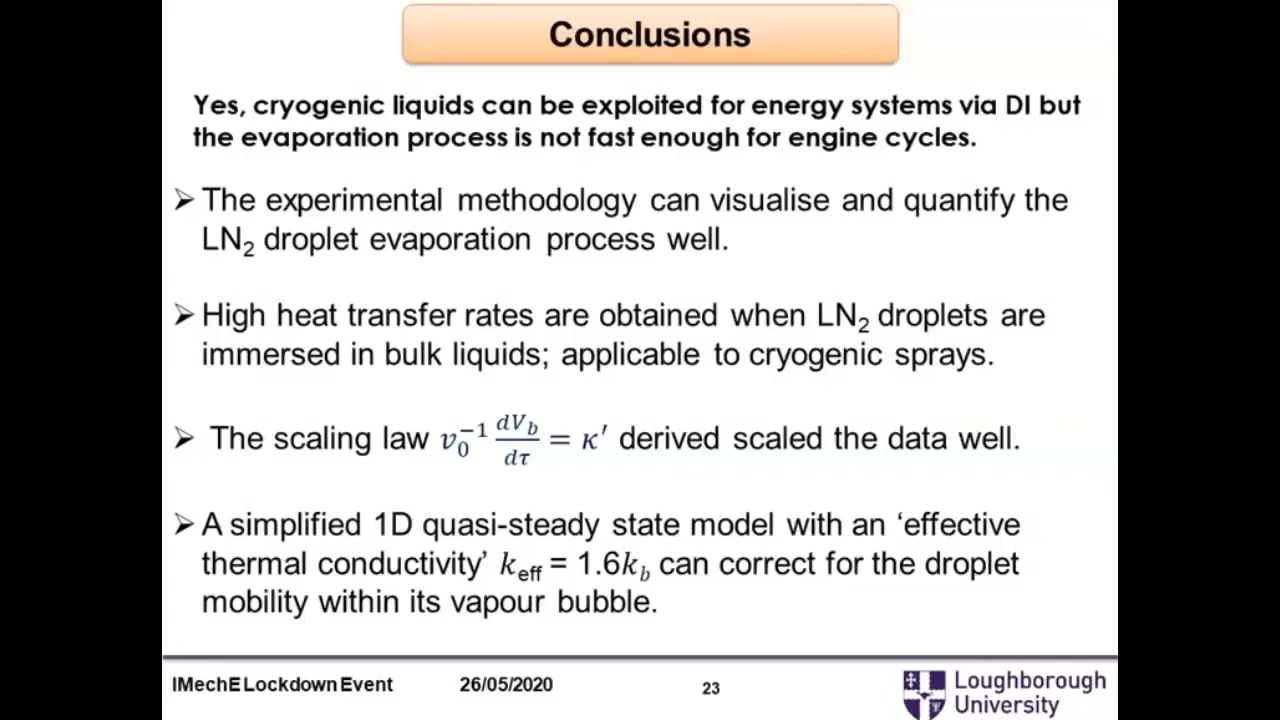 Conclusions
Yes, cryogenic liquids can be exploited for energy systems via DI but
the evaporation process is not fast enough for engine cycles.
➢ The experimental methodology can visualise and quantify the
LN₂ droplet evaporation process well.
➢ High heat transfer rates are obtained when LN₂ droplets are
immersed in bulk liquids; applicable to cryogenic sprays.
➢ The scaling law v₀⁻¹ dV_b/dτ = κ′ derived scaled the data well.
➢ A simplified 1D quasi-steady state model with an ‘effective
thermal conductivity’ k_eff = 1.6k_b can correct for the droplet
mobility within its vapour bubble.
IMechE Lockdown Event 26/05/2020 23
Loughborough
University